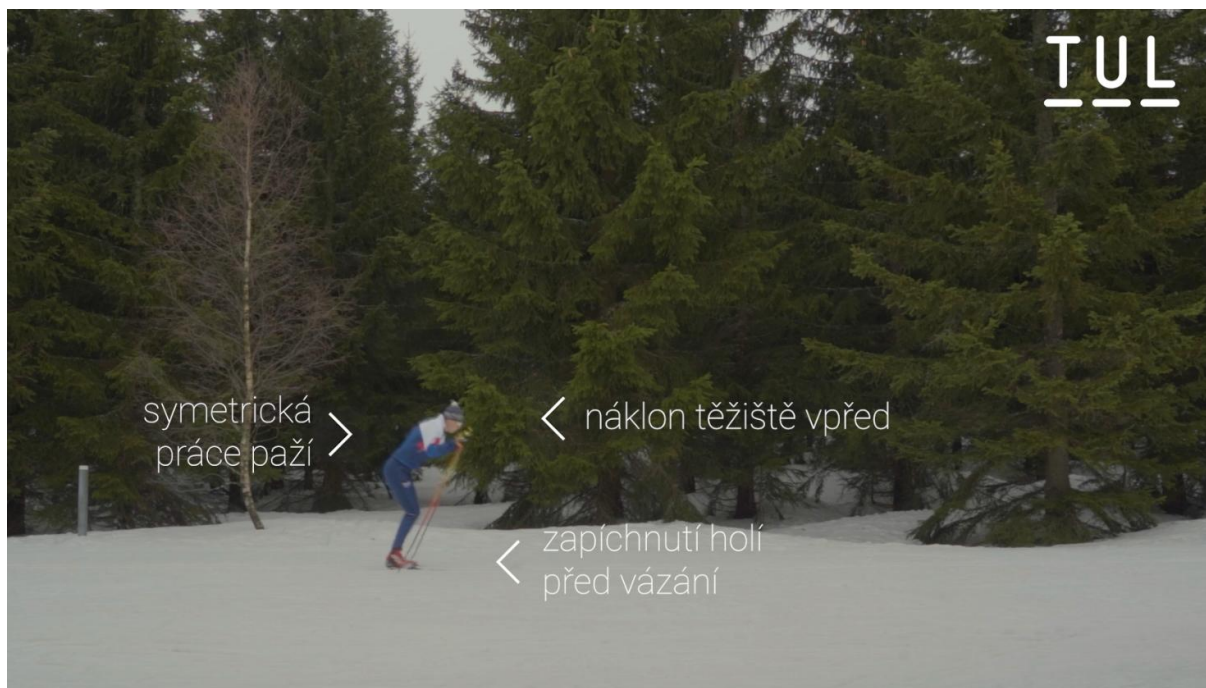 TUL
symetrická
práce paží
náklon těžiště vpřed
zapíchnutí holí
před vázání